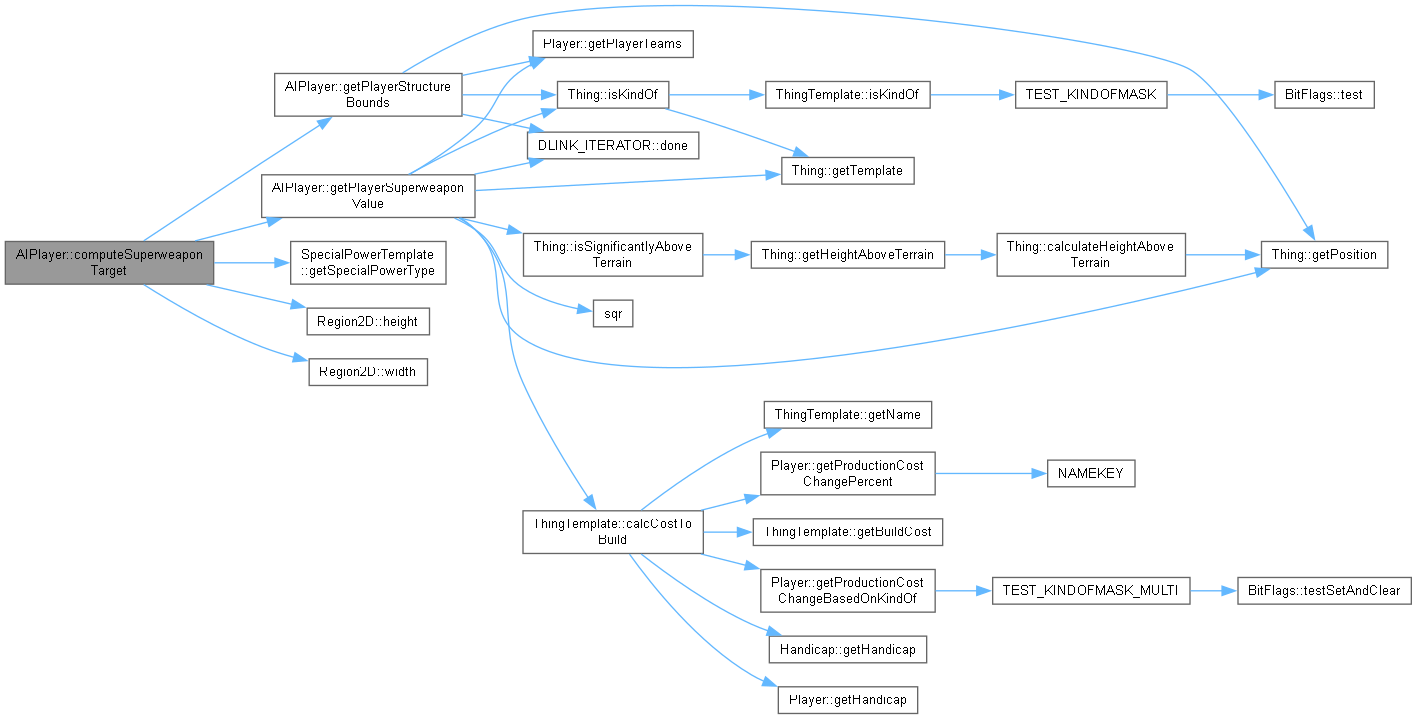 AIPlayer::computeSuperweapon
Target
AIPlayer::getPlayerStructure
Bounds
AIPlayer::getPlayerSuperweapon
Value
SpecialPowerTemplate
::getSpecialPowerType
Region2D::height
Region2D::width
Player::getPlayerTeams
Thing::isKindOf
DLINK_ITERATOR::done
Thing::isSignificantlyAbove
Terrain
sqr
ThingTemplate::calcCostTo
Build
ThingTemplate::isKindOf
Thing::getTemplate
Thing::getHeightAboveTerrain
ThingTemplate::getName
Player::getProductionCost
ChangePercent
ThingTemplate::getBuildCost
Player::getProductionCost
ChangeBasedOnKindOf
Handicap::getHandicap
Player::getHandicap
TEST_KINDOFMASK
Thing::calculateHeightAbove
Terrain
NAMEKEY
TEST_KINDOFMASK_MULTI
BitFlags::test
Thing::getPosition
BitFlags::testSetAndClear